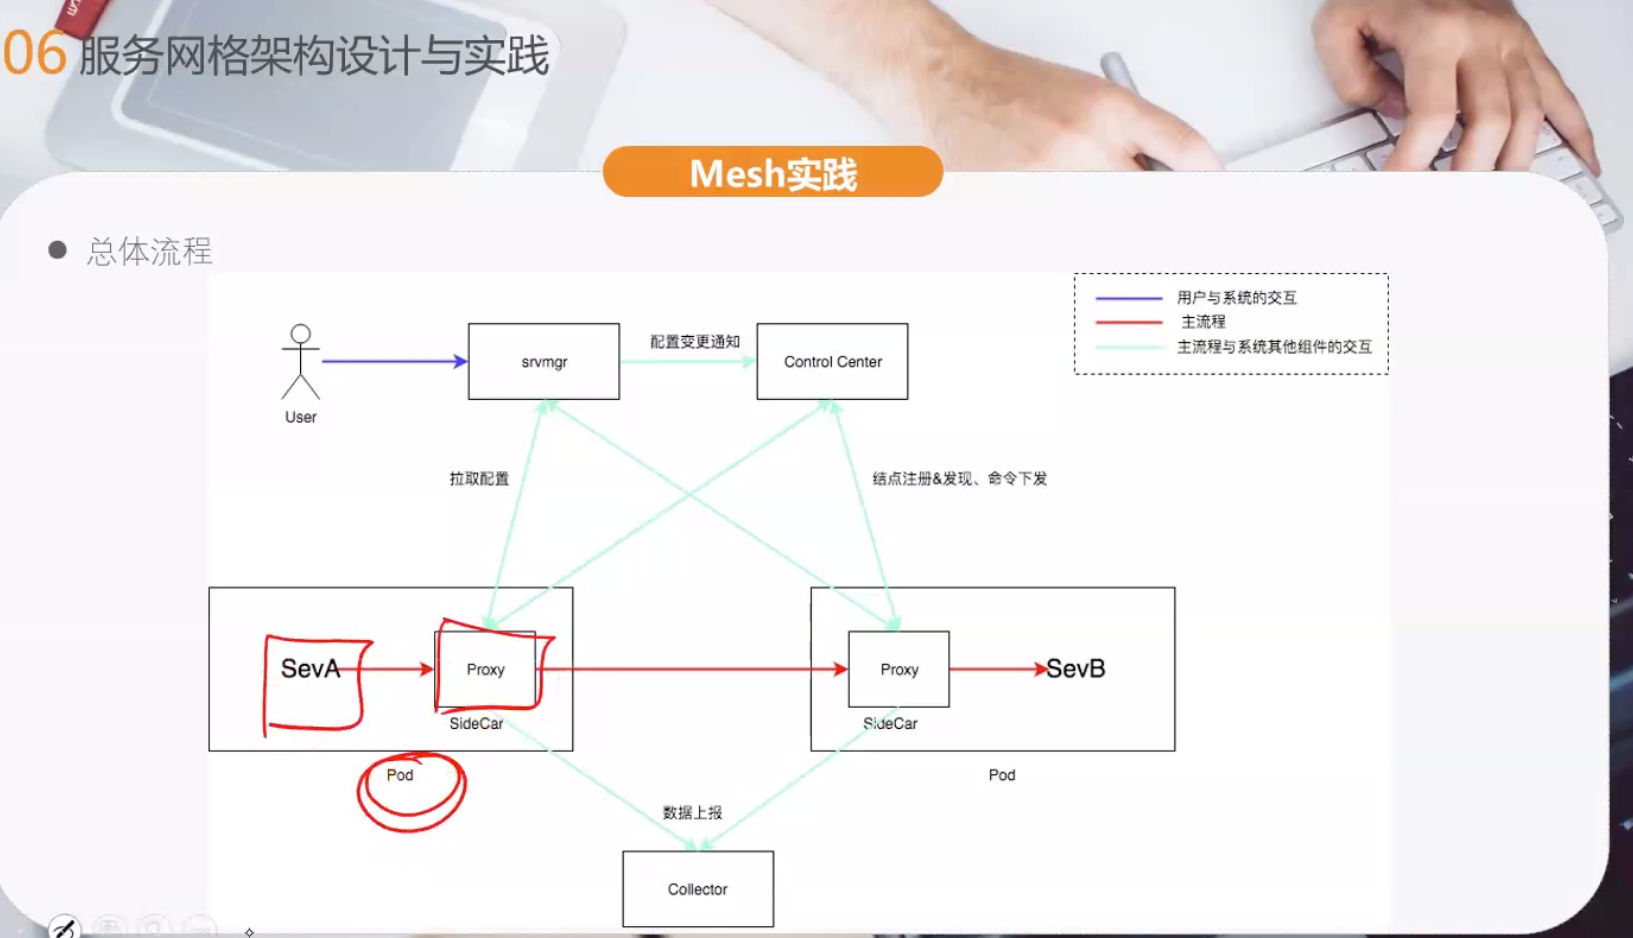 06 服务网格架构设计与实践
Mesh实践
总体流程
用户与系统的交互
主流程
主流程与系统其他组件的交互
User
srvmgr
配置变更通知
Control Center
拉取配置
结点注册&发现、命令下发
SevA
Proxy
SideCar
Pod
Proxy
SideCar
SevB
Pod
数据上报
Collector